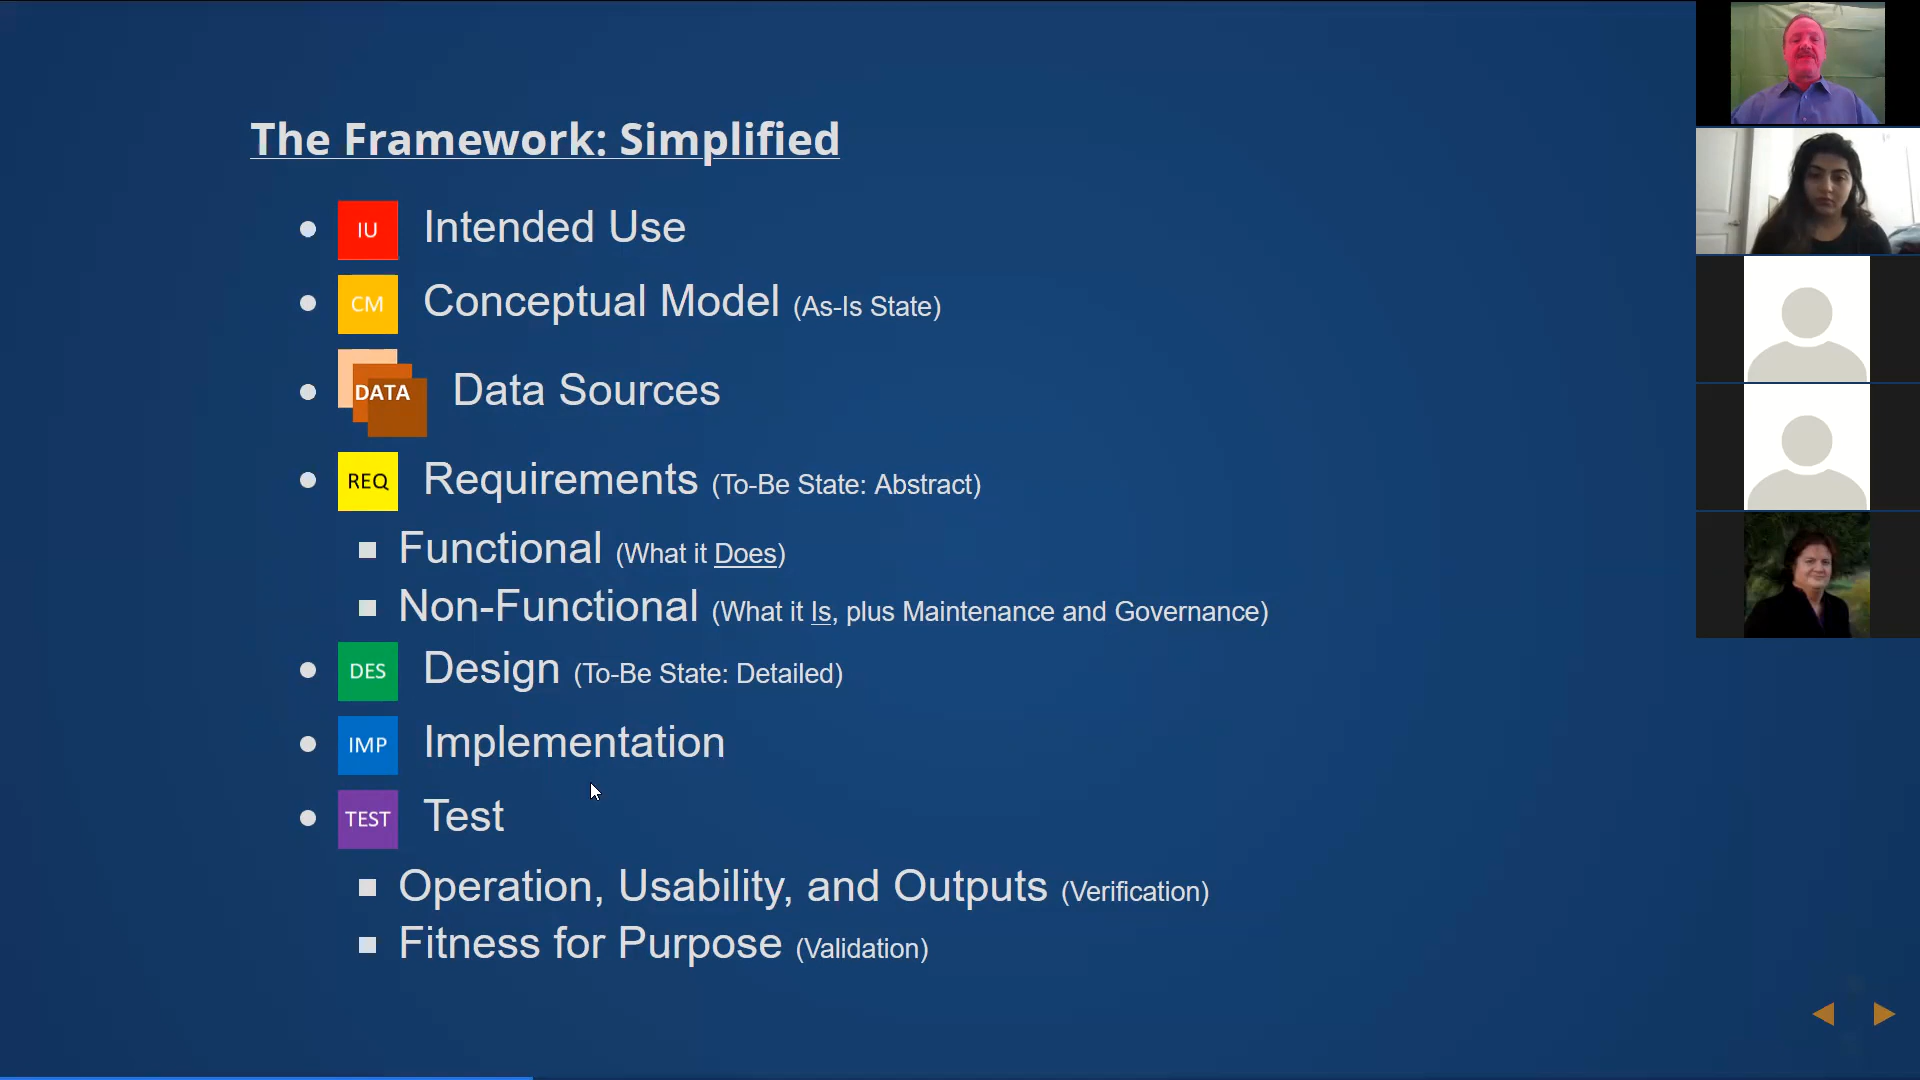 The Framework: Simplified
IU Intended Use
CM Conceptual Model (As-Is State)
DATA Data Sources
REQ Requirements (To-Be State: Abstract)
Functional (What it Does)
Non-Functional (What it Is, plus Maintenance and Governance)
DES Design (To-Be State: Detailed)
IMP Implementation
TEST Test
Operation, Usability, and Outputs (Verification)
Fitness for Purpose (Validation)